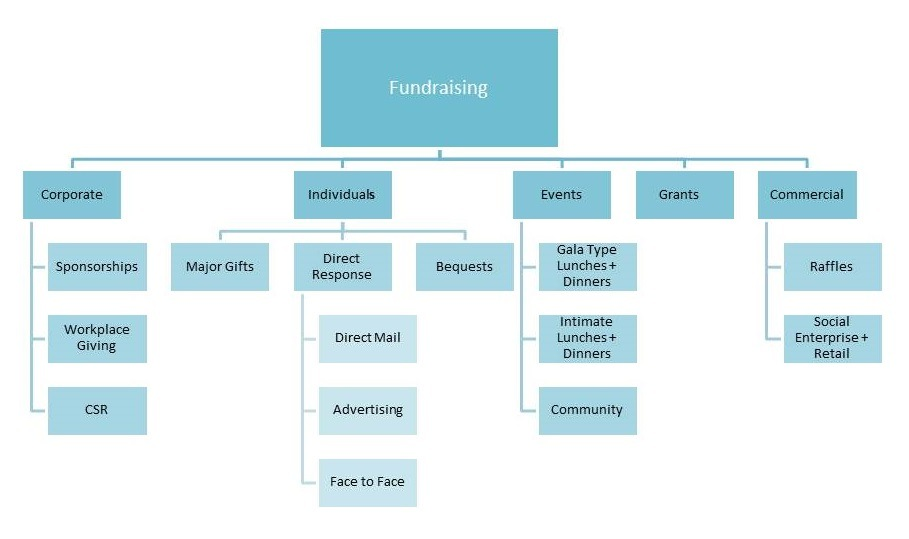 Fundraising
Corporate
Individuals
Events
Grants
Commercial
Sponsorships
Major Gifts
Direct
Response
Bequests
Gala Type
Lunches +
Dinners
Raffles
Workplace
Giving
Direct Mail
Intimate
Lunches +
Dinners
Social
Enterprise +
Retail
CSR
Advertising
Community
Face to Face